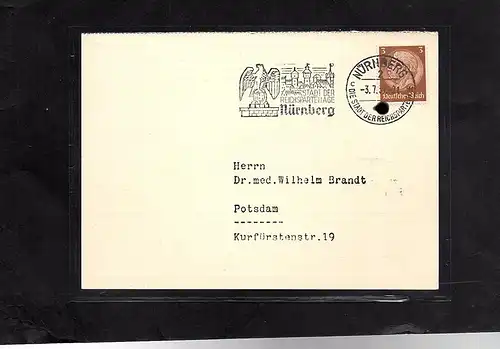 STADT DER
REICHSPARTEITAGE
Nürnberg
NÜRNBERG
2
-3.7.
DIE STADT DER REICHSPARTEITAGE
3 3
Deutsches Reich
Herrn
Dr.med.Wilhelm Brandt
Potsdam
--------
Kurfürstenstr.19